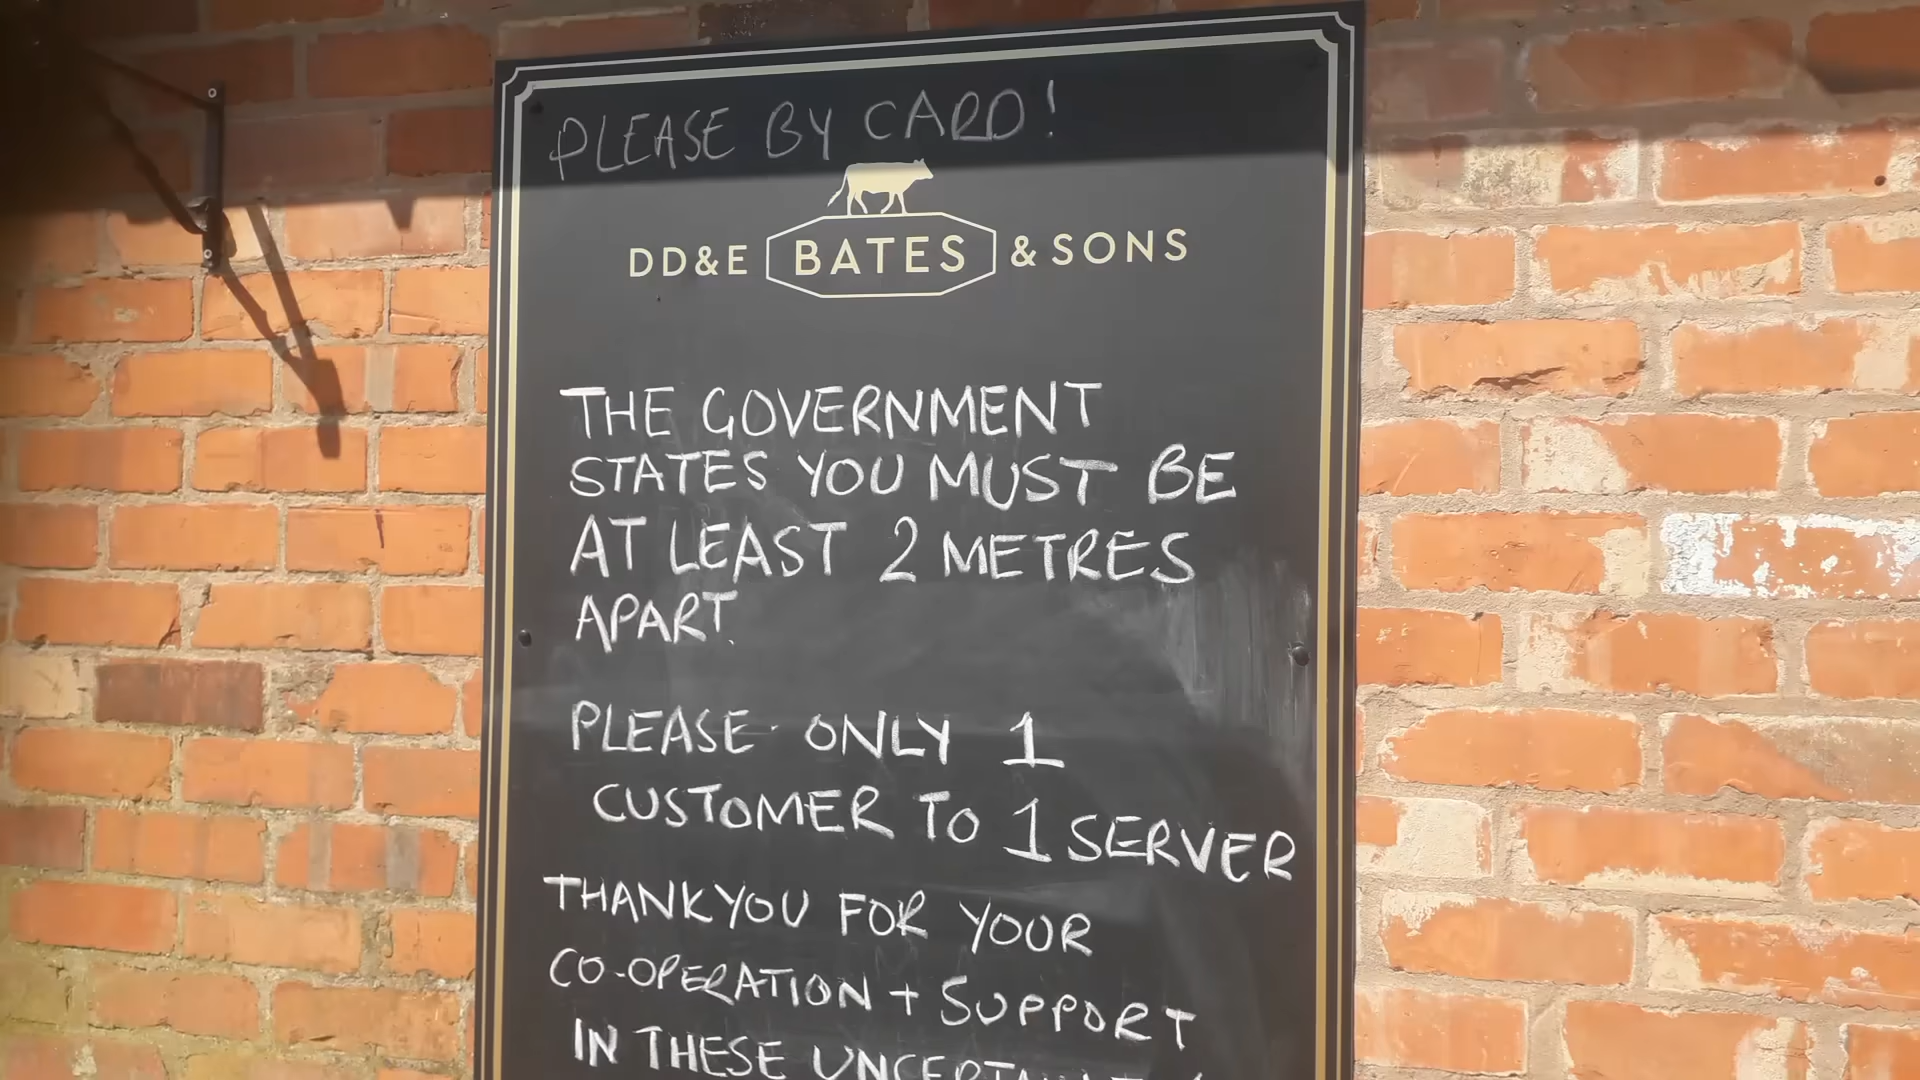 PLEASE BY CARD!
DD&E BATES & SONS
THE GOVERNMENT
STATES YOU MUST BE
AT LEAST 2 METRES
APART.
PLEASE ONLY 1
CUSTOMER TO 1 SERVER
THANKYOU FOR YOUR
CO-OPERATION + SUPPORT
IN THESE